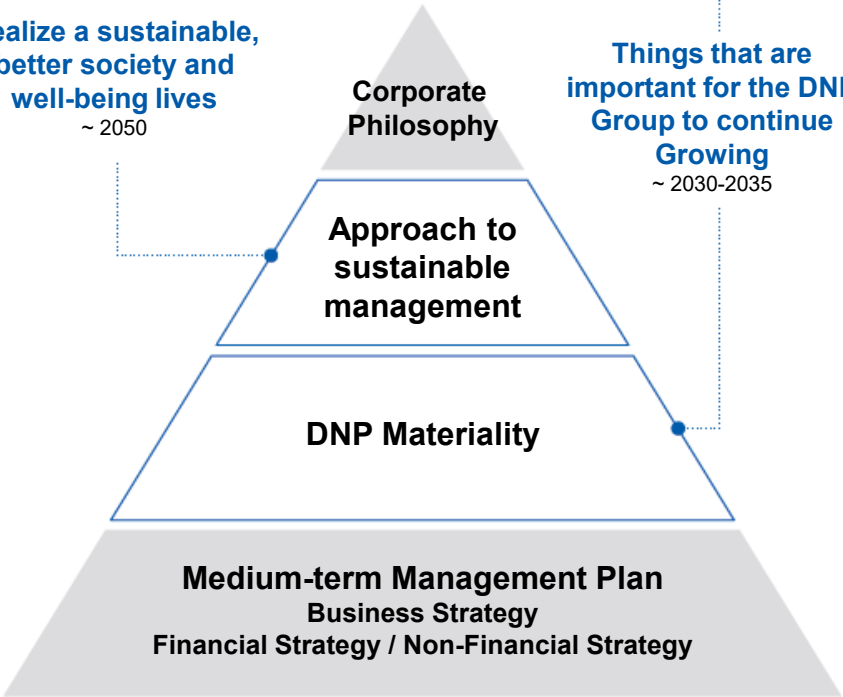 ealize a sustainable,
better society and
well-being lives
~ 2050
Things that are
important for the DNP
Group to continue
Growing
~ 2030-2035
Corporate
Philosophy
Approach to
sustainable
management
DNP Materiality
Medium-term Management Plan
Business Strategy
Financial Strategy / Non-Financial Strategy